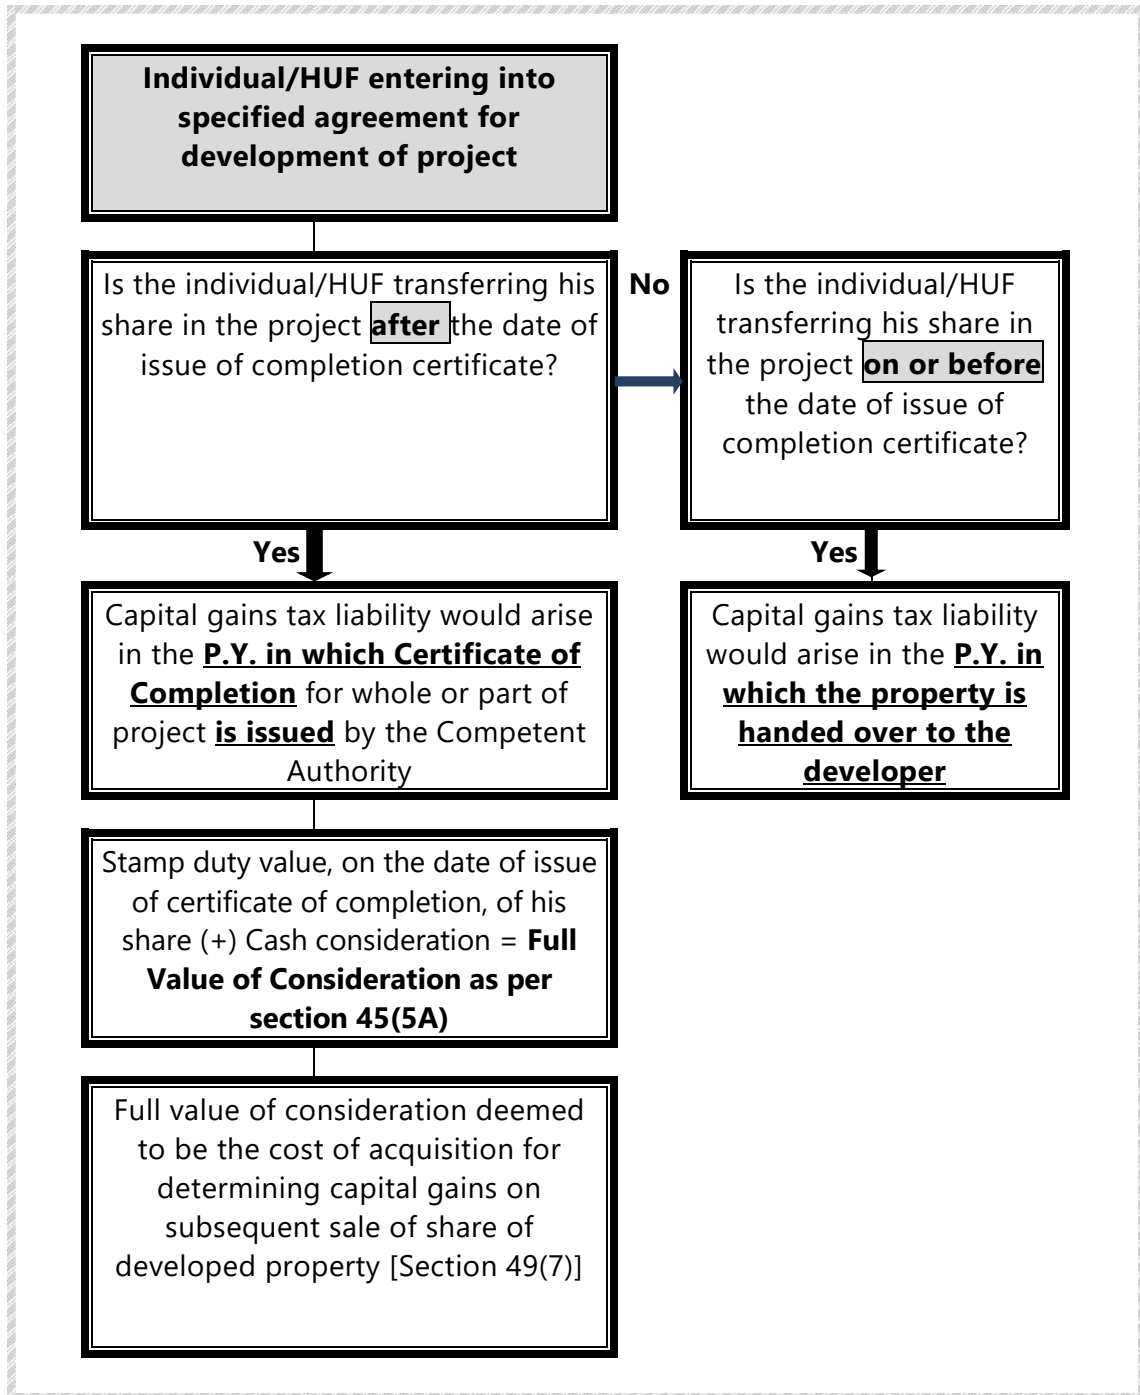 Individual/HUF entering into
specified agreement for
development of project
Is the individual/HUF transferring his
share in the project after the date of
issue of completion certificate?
No
Is the individual/HUF
transferring his share in
the project on or before
the date of issue of
completion certificate?
Yes
Yes
Capital gains tax liability would arise
in the P.Y. in which Certificate of
Completion for whole or part of
project is issued by the Competent
Authority
Capital gains tax liability
would arise in the P.Y. in
which the property is
handed over to the
developer
Stamp duty value, on the date of issue
of certificate of completion, of his
share (+) Cash consideration = Full
Value of Consideration as per
section 45(5A)
Full value of consideration deemed
to be the cost of acquisition for
determining capital gains on
subsequent sale of share of
developed property [Section 49(7)]